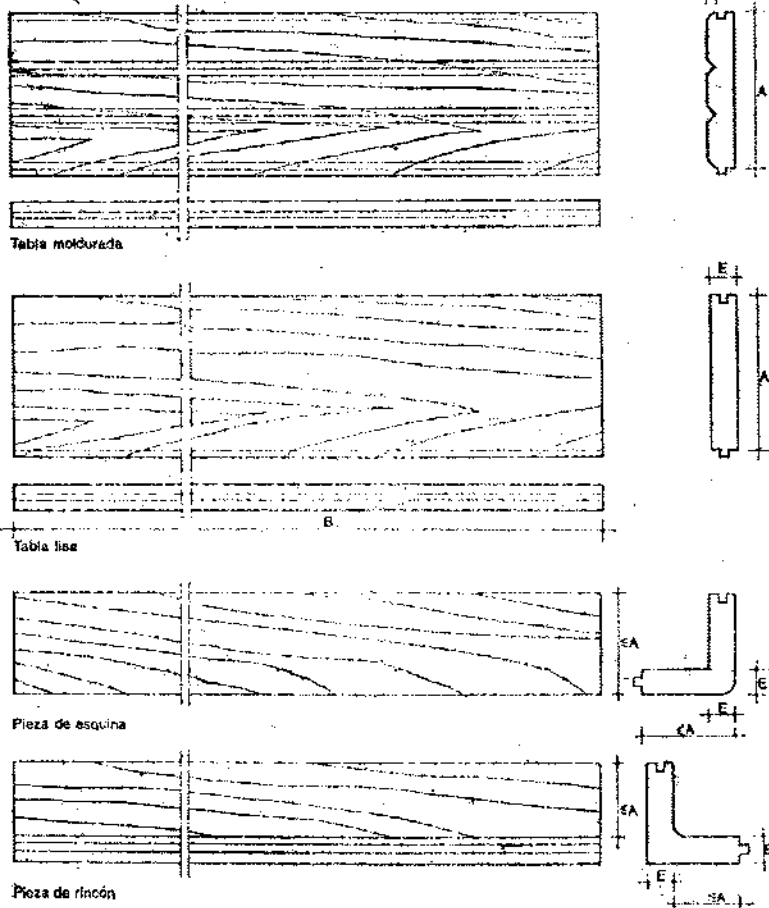 A
Tabla moldurada
E
A
B
Tabla lisa
≤A
E
E
≤A
Pieza de esquina
≤A
E
E
≤A
Pieza de rincón